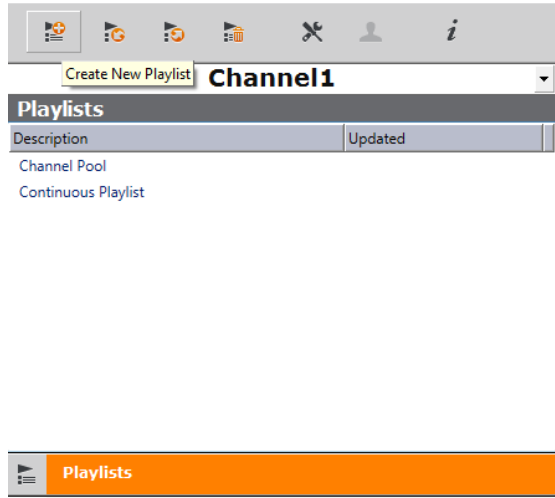 i
Create New Playlist
Channel1
Playlists
Description Updated
Channel Pool
Continuous Playlist
Playlists